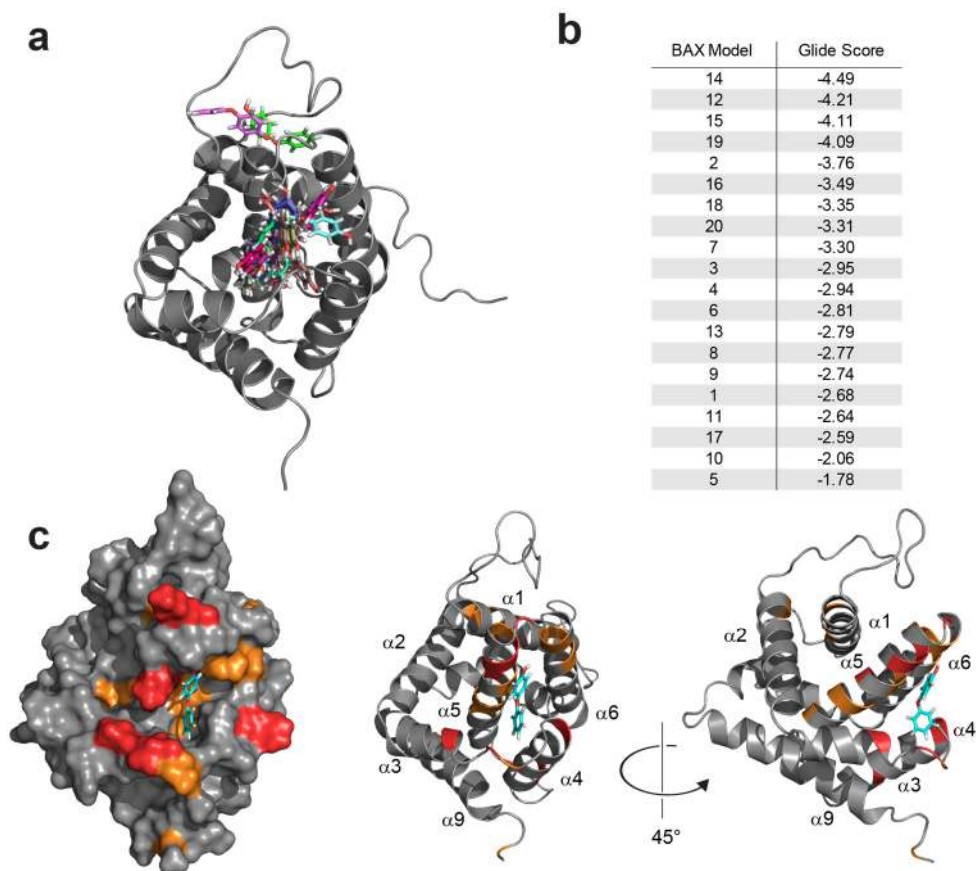 a
b
BAX Model Glide Score
14 -4.49
12 -4.21
15 -4.11
19 -4.09
2 -3.76
16 -3.49
18 -3.35
20 -3.31
7 -3.30
3 -2.95
4 -2.94
6 -2.81
13 -2.79
8 -2.77
9 -2.74
1 -2.68
11 -2.64
17 -2.59
10 -2.06
5 -1.78
c
α1
α2
α5
α6
α3
α4
α9
45°
α2
α1
α5
α6
α4
α3
α9